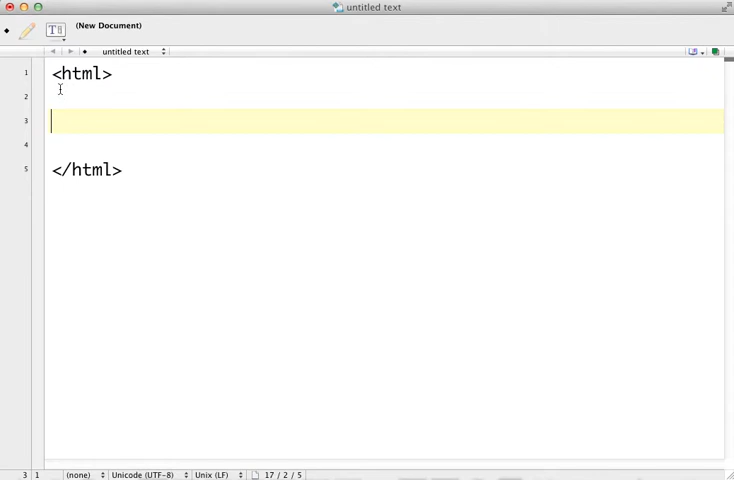 untitled text
T
(New Document)
untitled text
1 <html>
2
3
4
5 </html>
3 1 (none) Unicode (UTF-8) Unix (LF) 17 / 2 / 5